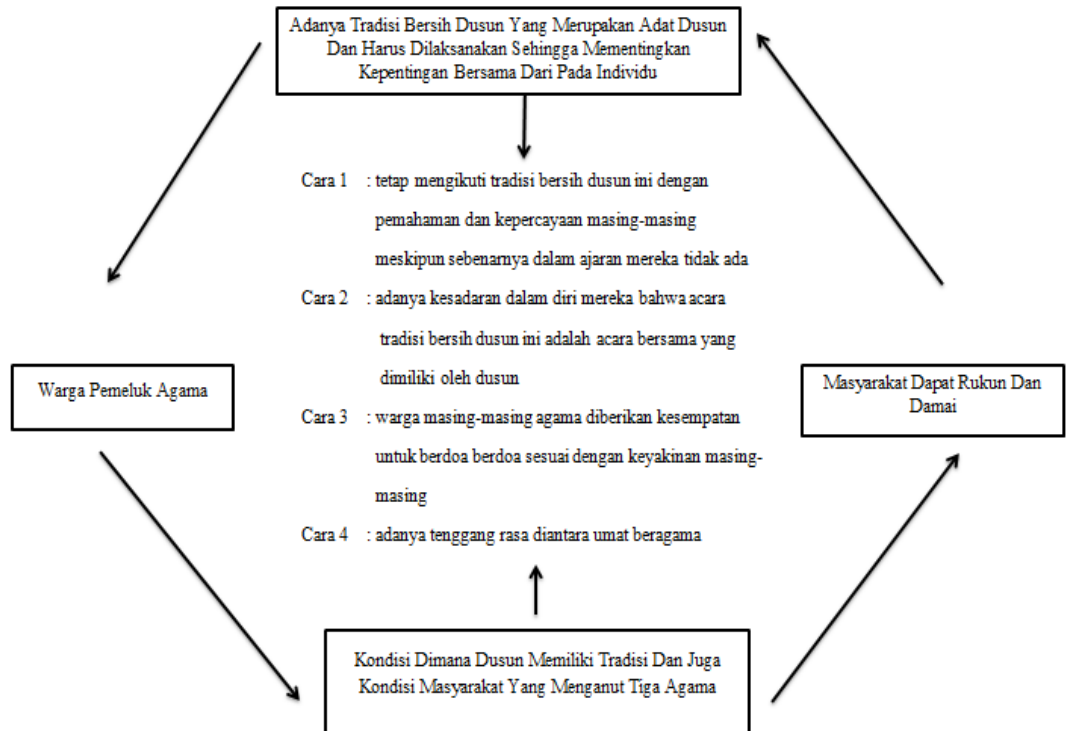 Adanya Tradisi Bersih Dusun Yang Merupakan Adat Dusun
Dan Harus Dilaksanakan Sehingga Mementingkan
Kepentingan Bersama Dari Pada Individu
Cara 1 : tetap mengikuti tradisi bersih dusun ini dengan
pemahaman dan kepercayaan masing-masing
meskipun sebenarnya dalam ajaran mereka tidak ada
Cara 2 : adanya kesadaran dalam diri mereka bahwa acara
tradisi bersih dusun ini adalah acara bersama yang
dimiliki oleh dusun
Warga Pemeluk Agama
Masyarakat Dapat Rukun Dan
Damai
Cara 3 : warga masing-masing agama diberikan kesempatan
untuk berdoa berdoa sesuai dengan keyakinan masing-
masing
Cara 4 : adanya tenggang rasa diantara umat beragama
Kondisi Dimana Dusun Memiliki Tradisi Dan Juga
Kondisi Masyarakat Yang Menganut Tiga Agama